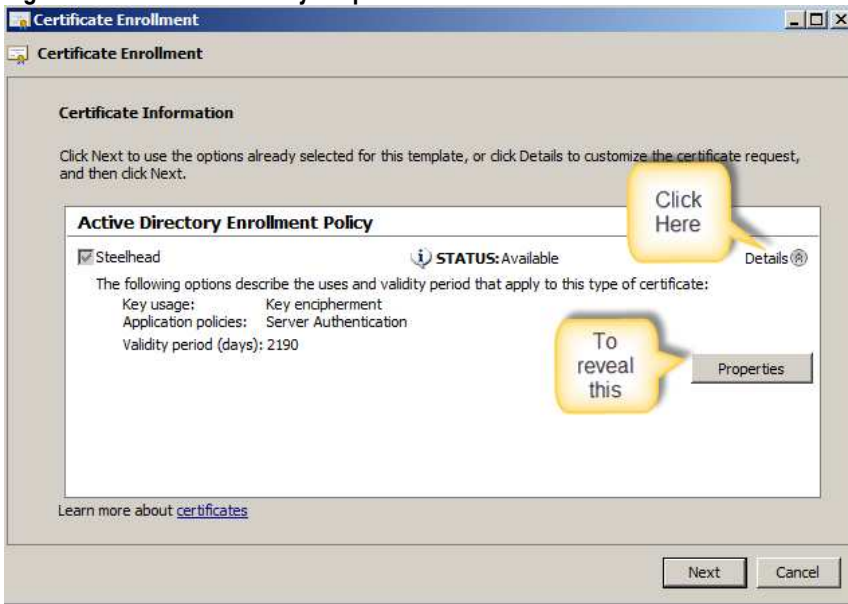 Certificate Enrollment
Certificate Enrollment
Certificate Information
Click Next to use the options already selected for this template, or click Details to customize the certificate request,
and then click Next.
Click
Here
Active Directory Enrollment Policy
Steelhead
STATUS: Available
Details
The following options describe the uses and validity period that apply to this type of certificate:
Key usage: Key encipherment
Application policies: Server Authentication
Validity period (days): 2190
To
reveal
this
Properties
Learn more about certificates
Next
Cancel